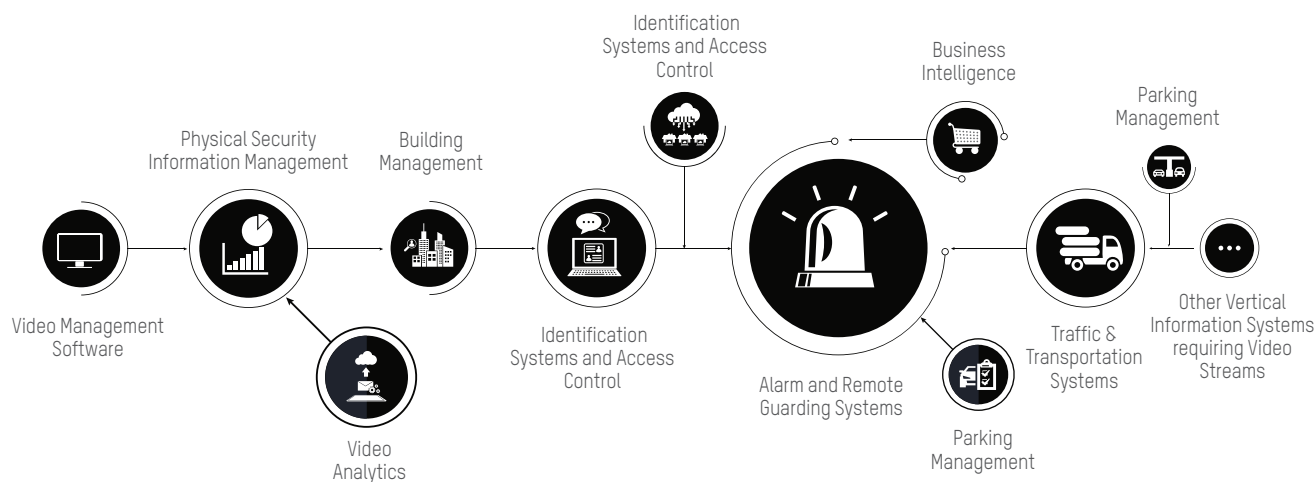 Identification
Systems and Access
Control
Business
Intelligence
Parking
Management
Physical Security
Information Management
Building
Management
Video Management
Software
Identification
Systems and Access
Control
Alarm and Remote
Guarding Systems
Traffic &
Transportation
Systems
Other Vertical
Information Systems
requiring Video
Streams
Video
Analytics
Parking
Management